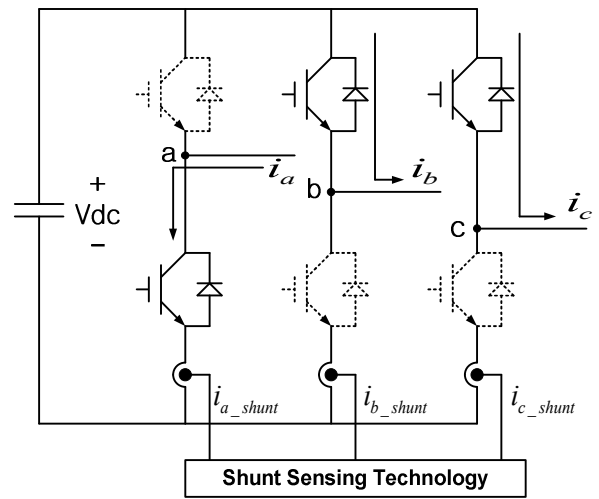 a
i_a
b
i_b
c
i_c
+
Vdc
−
i_a_shunt
i_b_shunt
i_c_shunt
Shunt Sensing Technology